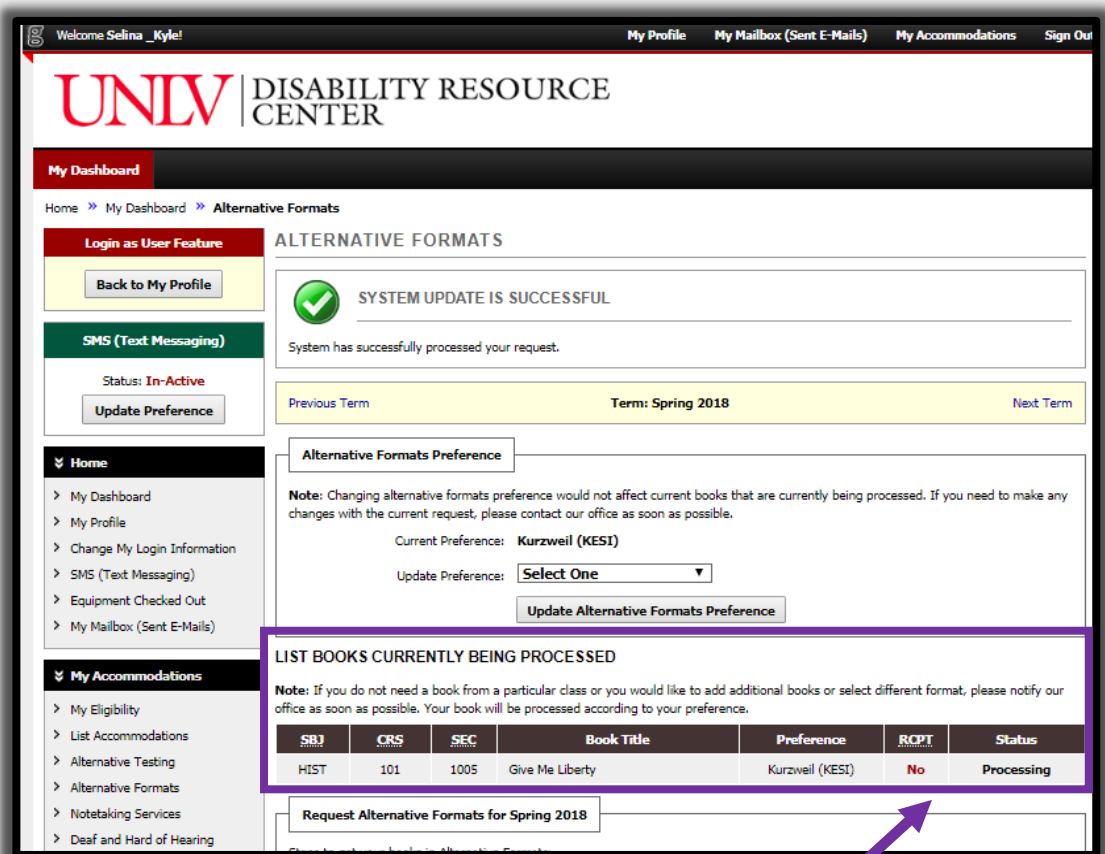 Welcome Selina _Kyle!
My Profile My Mailbox (Sent E-Mails) My Accommodations Sign Out
UNLV DISABILITY RESOURCE
CENTER
My Dashboard
Home » My Dashboard » Alternative Formats
Login as User Feature
Back to My Profile
SMS (Text Messaging)
Status: In-Active
Update Preference
Home
My Dashboard
My Profile
Change My Login Information
SMS (Text Messaging)
Equipment Checked Out
My Mailbox (Sent E-Mails)
My Accommodations
My Eligibility
List Accommodations
Alternative Testing
Alternative Formats
Notetaking Services
Deaf and Hard of Hearing
ALTERNATIVE FORMATS
SYSTEM UPDATE IS SUCCESSFUL
System has successfully processed your request.
Previous Term Term: Spring 2018 Next Term
Alternative Formats Preference
Note: Changing alternative formats preference would not affect current books that are currently being processed. If you need to make any
changes with the current request, please contact our office as soon as possible.
Current Preference: Kurzweil (KESI)
Update Preference: Select One
Update Alternative Formats Preference
LIST BOOKS CURRENTLY BEING PROCESSED
Note: If you do not need a book from a particular class or you would like to add additional books or select different format, please notify our
office as soon as possible. Your book will be processed according to your preference.
SBJ CRS SEC Book Title Preference RCPT Status
HIST 101 1005 Give Me Liberty Kurzweil (KESI) No Processing
Request Alternative Formats for Spring 2018